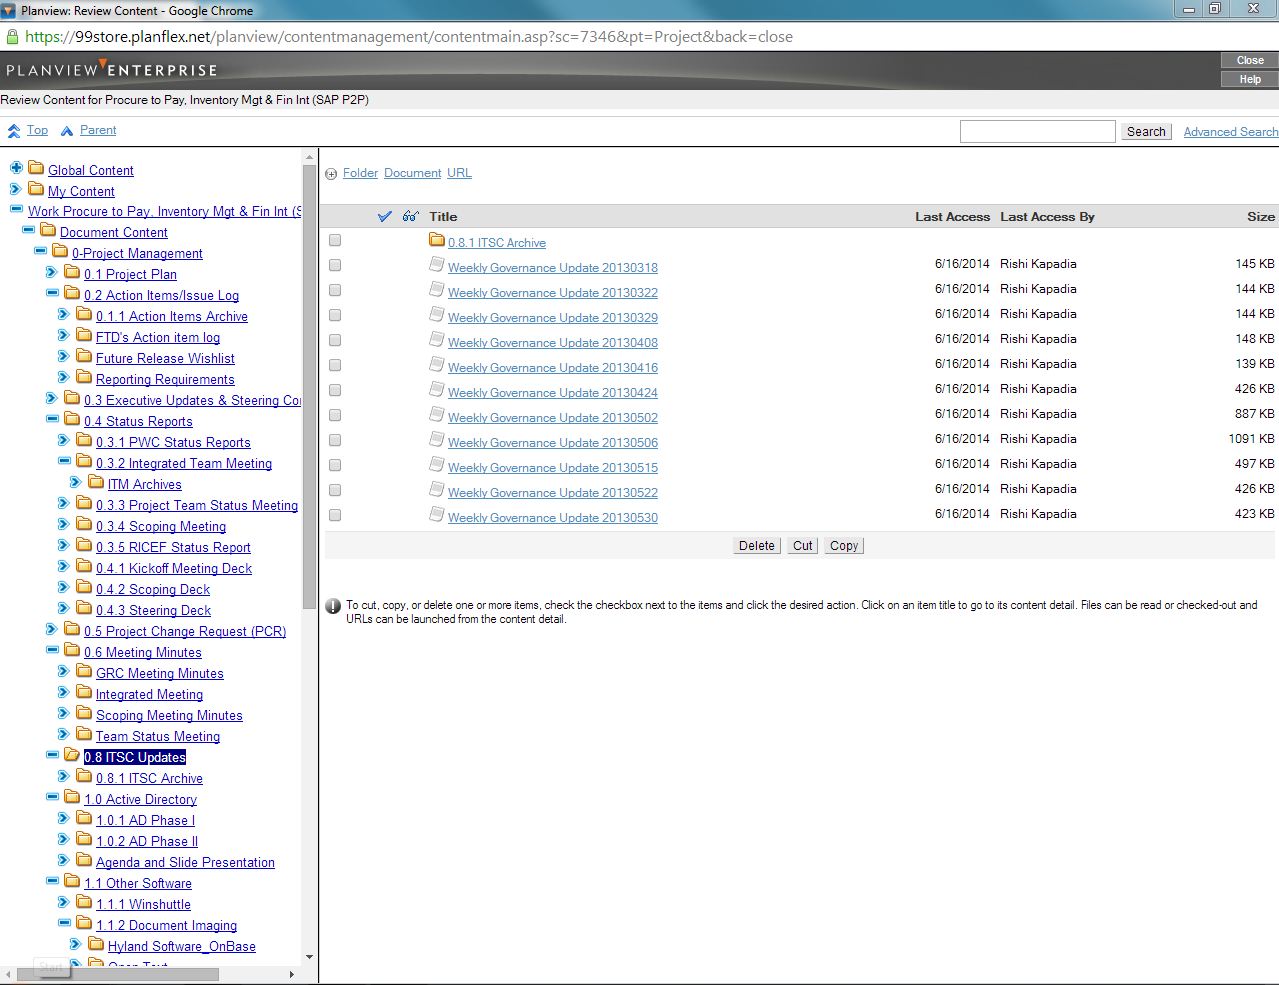 Planview: Review Content - Google Chrome
https://99store.planflex.net/planview/contentmanagement/contentmain.asp?sc=7346&pt=Project&back=close
PLANVIEW ENTERPRISE
Close
Help
Review Content for Procure to Pay, Inventory Mgt & Fin Int (SAP P2P)
Top Parent
Search Advanced Search
Global Content
My Content
Work Procure to Pay, Inventory Mgt & Fin Int (S
Document Content
0-Project Management
0.1 Project Plan
0.2 Action Items/Issue Log
0.1.1 Action Items Archive
FTD's Action item log
Future Release Wishlist
Reporting Requirements
0.3 Executive Updates & Steering Co
0.4 Status Reports
0.3.1 PWC Status Reports
0.3.2 Integrated Team Meeting
ITM Archives
0.3.3 Project Team Status Meeting
0.3.4 Scoping Meeting
0.3.5 RICEF Status Report
0.4.1 Kickoff Meeting Deck
0.4.2 Scoping Deck
0.4.3 Steering Deck
0.5 Project Change Request (PCR)
0.6 Meeting Minutes
GRC Meeting Minutes
Integrated Meeting
Scoping Meeting Minutes
Team Status Meeting
0.8 ITSC Updates
0.8.1 ITSC Archive
1.0 Active Directory
1.0.1 AD Phase I
1.0.2 AD Phase II
Agenda and Slide Presentation
1.1 Other Software
1.1.1 Winshuttle
1.1.2 Document Imaging
Hyland Software_OnBase
Open Text
Start
Folder Document URL
Title Last Access Last Access By Size
0.8.1 ITSC Archive
Weekly Governance Update 20130318 6/16/2014 Rishi Kapadia 145 KB
Weekly Governance Update 20130322 6/16/2014 Rishi Kapadia 144 KB
Weekly Governance Update 20130329 6/16/2014 Rishi Kapadia 144 KB
Weekly Governance Update 20130408 6/16/2014 Rishi Kapadia 148 KB
Weekly Governance Update 20130416 6/16/2014 Rishi Kapadia 139 KB
Weekly Governance Update 20130424 6/16/2014 Rishi Kapadia 426 KB
Weekly Governance Update 20130502 6/16/2014 Rishi Kapadia 887 KB
Weekly Governance Update 20130506 6/16/2014 Rishi Kapadia 1091 KB
Weekly Governance Update 20130515 6/16/2014 Rishi Kapadia 497 KB
Weekly Governance Update 20130522 6/16/2014 Rishi Kapadia 426 KB
Weekly Governance Update 20130530 6/16/2014 Rishi Kapadia 423 KB
Delete Cut Copy
To cut, copy, or delete one or more items, check the checkbox next to the items and click the desired action. Click on an item title to go to its content detail. Files can be read or checked-out and
URLs can be launched from the content detail.